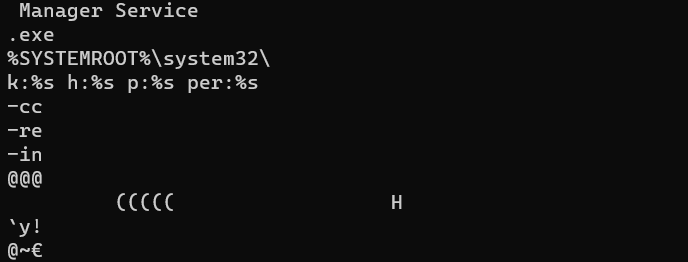 Manager Service
.exe
%SYSTEMROOT%\system32\
k:%s h:%s p:%s per:%s
-cc
-re
-in
@@@
(((((                  H
`y!
@~€